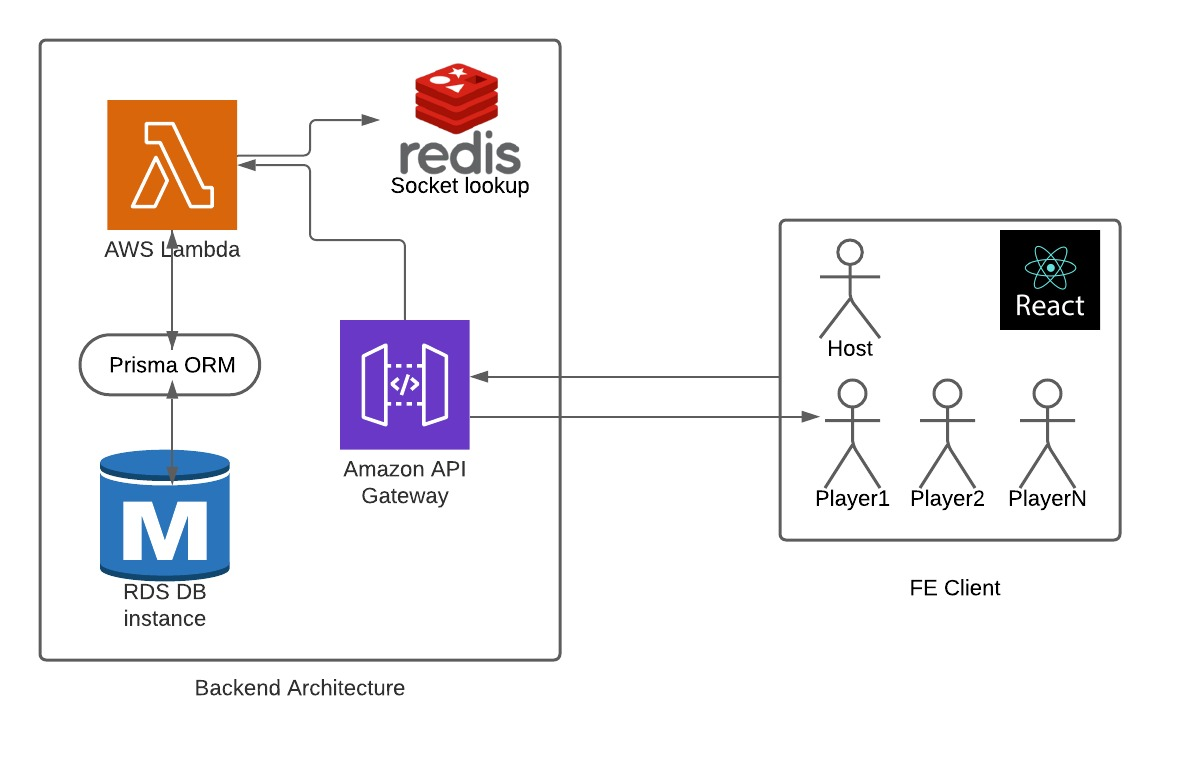 redis
Socket lookup
AWS Lambda
React
Host
Prisma ORM
</>
Amazon API
Gateway
Player1
Player2
PlayerN
M
RDS DB
instance
FE Client
Backend Architecture